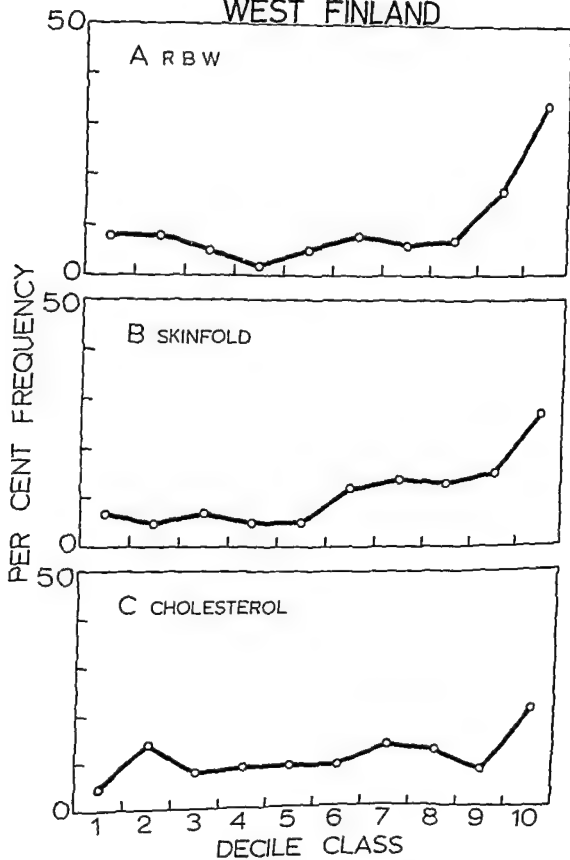 WEST FINLAND
50
A RBW
0
50
B SKINFOLD
0
50
C CHOLESTEROL
0
1 2 3 4 5 6 7 8 9 10
DECILE CLASS
PER CENT FREQUENCY